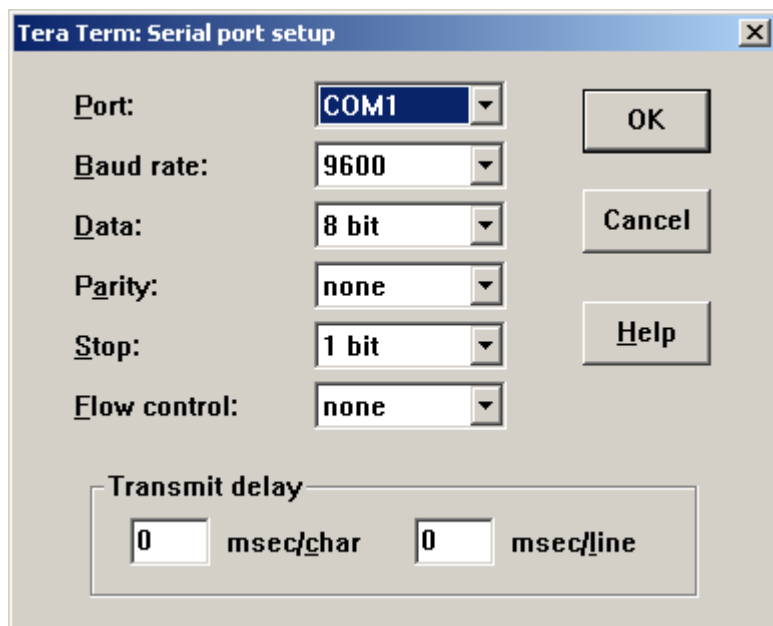 Tera Term: Serial port setup
Port: COM1 OK
Baud rate: 9600
Data: 8 bit Cancel
Parity: none
Stop: 1 bit Help
Flow control: none
Transmit delay
0 msec/char 0 msec/line